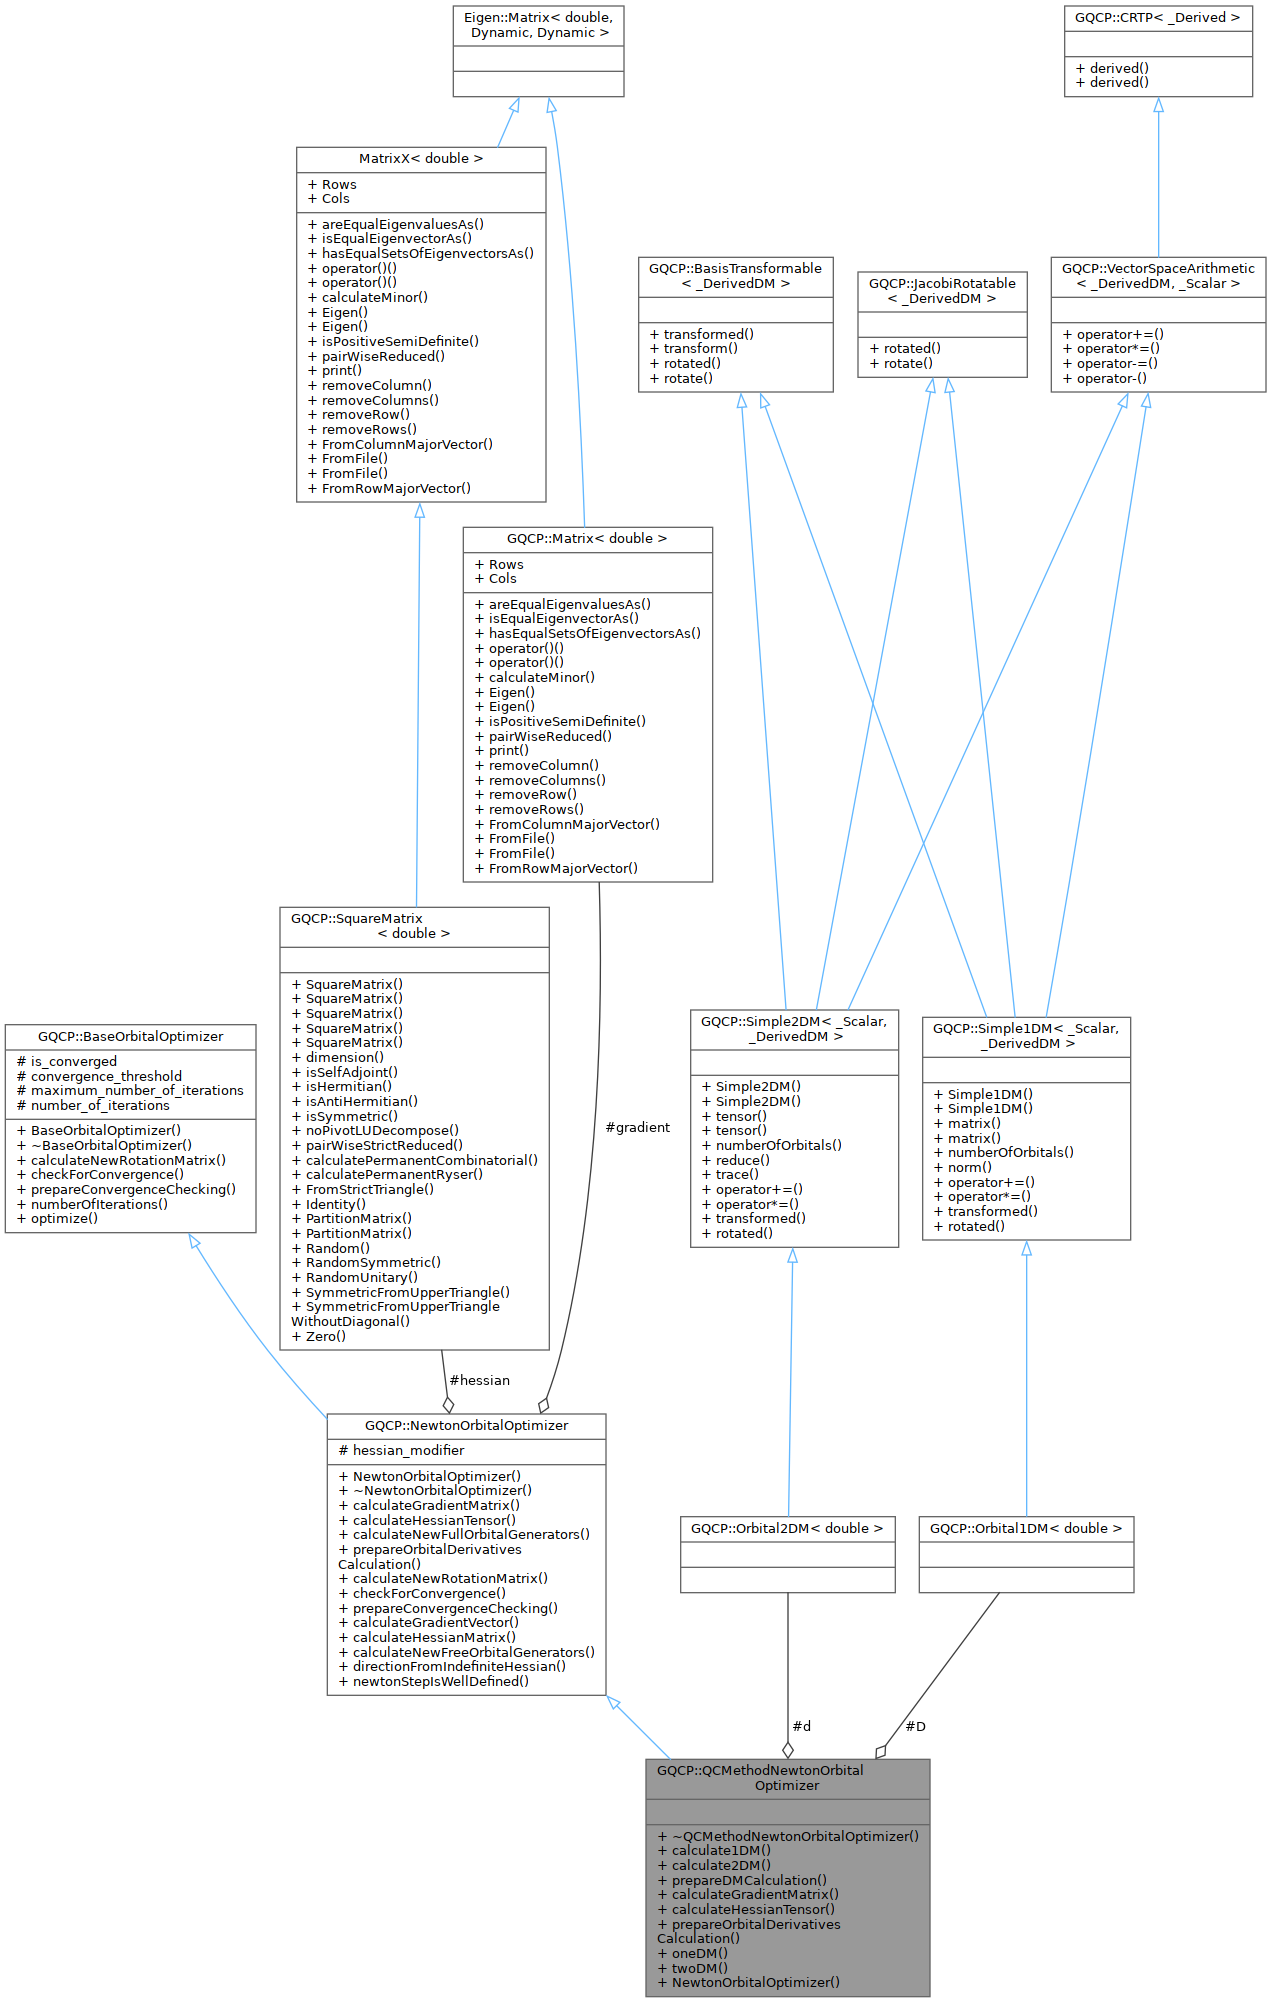 Eigen::Matrix< double,
Dynamic, Dynamic >
GQCP::CRTP< _Derived >
+ derived()
+ derived()
MatrixX< double >
+ Rows
+ Cols
+ areEqualEigenvaluesAs()
+ isEqualEigenvectorAs()
+ hasEqualSetsOfEigenvectorsAs()
+ operator()()
+ operator()()
+ calculateMinor()
+ Eigen()
+ Eigen()
+ isPositiveSemiDefinite()
+ pairWiseReduced()
+ print()
+ removeColumn()
+ removeColumns()
+ removeRow()
+ removeRows()
+ FromColumnMajorVector()
+ FromFile()
+ FromFile()
+ FromRowMajorVector()
GQCP::BasisTransformable
< _DerivedDM >
+ transformed()
+ transform()
+ rotated()
+ rotate()
GQCP::JacobiRotatable
< _DerivedDM >
+ rotated()
+ rotate()
GQCP::VectorSpaceArithmetic
< _DerivedDM, _Scalar >
+ operator+=()
+ operator*=()
+ operator-=()
+ operator-()
GQCP::Matrix< double >
+ Rows
+ Cols
+ areEqualEigenvaluesAs()
+ isEqualEigenvectorAs()
+ hasEqualSetsOfEigenvectorsAs()
+ operator()()
+ operator()()
+ calculateMinor()
+ Eigen()
+ Eigen()
+ isPositiveSemiDefinite()
+ pairWiseReduced()
+ print()
+ removeColumn()
+ removeColumns()
+ removeRow()
+ removeRows()
+ FromColumnMajorVector()
+ FromFile()
+ FromFile()
+ FromRowMajorVector()
GQCP::SquareMatrix
< double >
+ SquareMatrix()
+ SquareMatrix()
+ SquareMatrix()
+ SquareMatrix()
+ SquareMatrix()
+ dimension()
+ isSelfAdjoint()
+ isHermitian()
+ isAntiHermitian()
+ isSymmetric()
+ noPivotLUDecompose()
+ pairWiseStrictReduced()
+ calculatePermanentCombinatorial()
+ calculatePermanentRyser()
+ FromStrictTriangle()
+ Identity()
+ PartitionMatrix()
+ PartitionMatrix()
+ Random()
+ RandomSymmetric()
+ RandomUnitary()
+ SymmetricFromUpperTriangle()
+ SymmetricFromUpperTriangle
WithoutDiagonal()
+ Zero()
GQCP::BaseOrbitalOptimizer
# is_converged
# convergence_threshold
# maximum_number_of_iterations
# number_of_iterations
+ BaseOrbitalOptimizer()
+ ~BaseOrbitalOptimizer()
+ calculateNewRotationMatrix()
+ checkForConvergence()
+ prepareConvergenceChecking()
+ numberOfIterations()
+ optimize()
#gradient
GQCP::Simple2DM< _Scalar,
_DerivedDM >
+ Simple2DM()
+ Simple2DM()
+ tensor()
+ tensor()
+ numberOfOrbitals()
+ reduce()
+ trace()
+ operator+=()
+ operator*=()
+ transformed()
+ rotated()
GQCP::Simple1DM< _Scalar,
_DerivedDM >
+ Simple1DM()
+ Simple1DM()
+ matrix()
+ matrix()
+ numberOfOrbitals()
+ norm()
+ operator+=()
+ operator*=()
+ transformed()
+ rotated()
#hessian
GQCP::NewtonOrbitalOptimizer
# hessian_modifier
+ NewtonOrbitalOptimizer()
+ ~NewtonOrbitalOptimizer()
+ calculateGradientMatrix()
+ calculateHessianTensor()
+ calculateNewFullOrbitalGenerators()
+ prepareOrbitalDerivatives
Calculation()
+ calculateNewRotationMatrix()
+ checkForConvergence()
+ prepareConvergenceChecking()
+ calculateGradientVector()
+ calculateHessianMatrix()
+ calculateNewFreeOrbitalGenerators()
+ directionFromIndefiniteHessian()
+ newtonStepIsWellDefined()
GQCP::Orbital2DM< double >
GQCP::Orbital1DM< double >
#d
#D
GQCP::QCMethodNewtonOrbital
Optimizer
+ ~QCMethodNewtonOrbitalOptimizer()
+ calculate1DM()
+ calculate2DM()
+ prepareDMCalculation()
+ calculateGradientMatrix()
+ calculateHessianTensor()
+ prepareOrbitalDerivatives
Calculation()
+ oneDM()
+ twoDM()
+ NewtonOrbitalOptimizer()